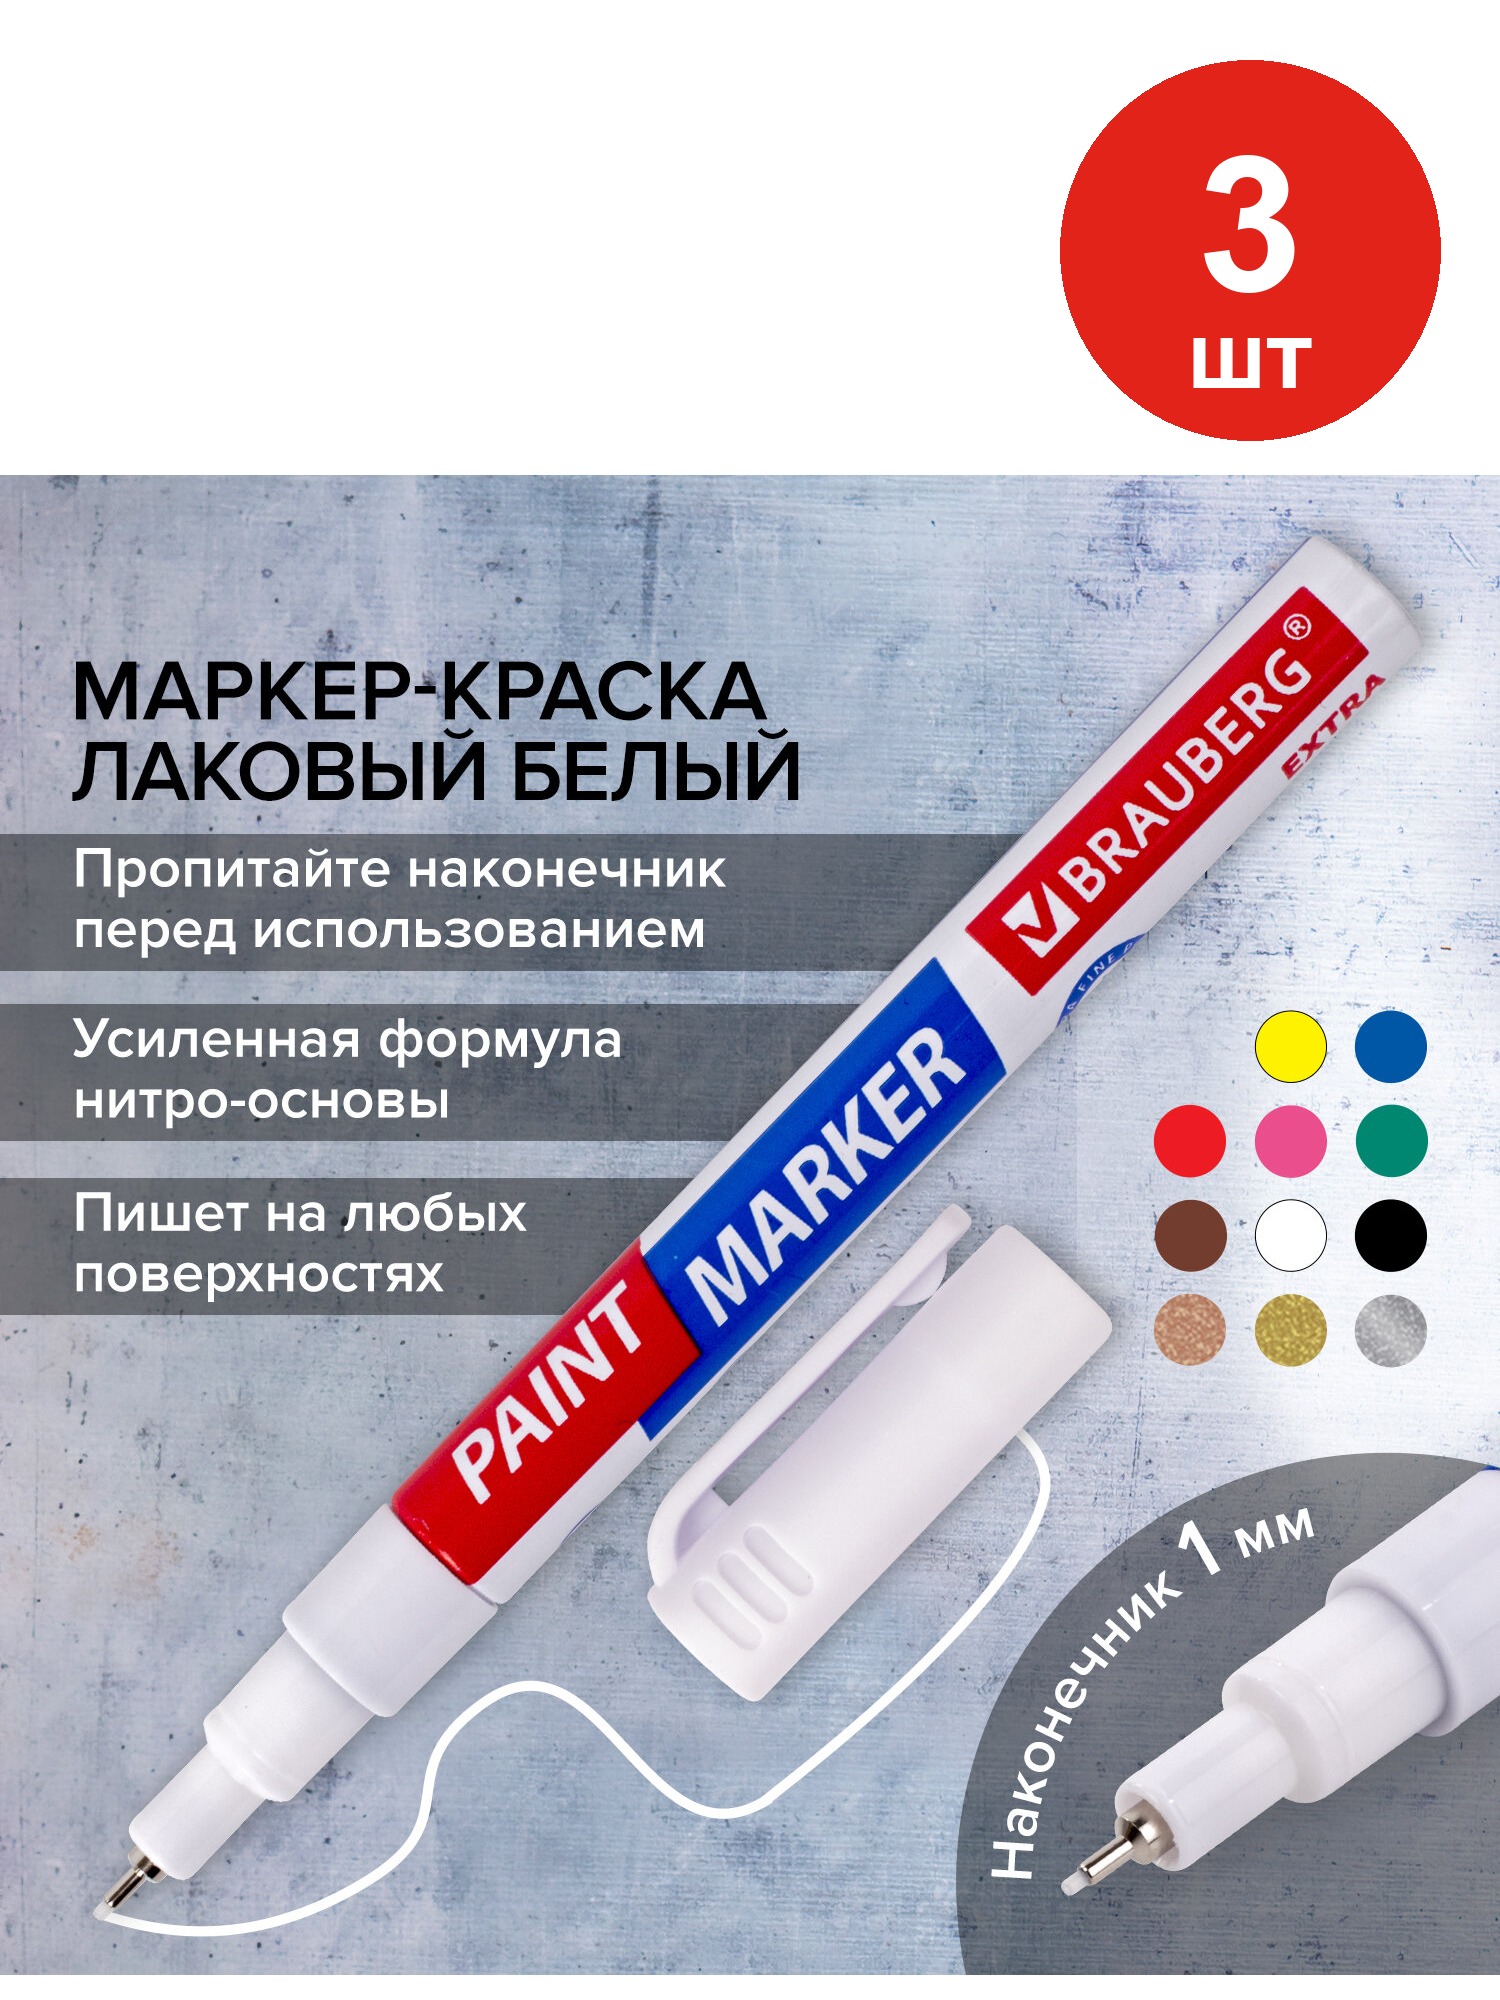 3
шт
МАРКЕР-КРАСКА
ЛАКОВЫЙ БЕЛЫЙ
Пропитайте наконечник
перед использованием
Усиленная формула
нитро-основы
Пишет на любых
поверхностях
BRAUBERG®
EXTRA
FINE
PAINT MARKER
Наконечник 1 мм